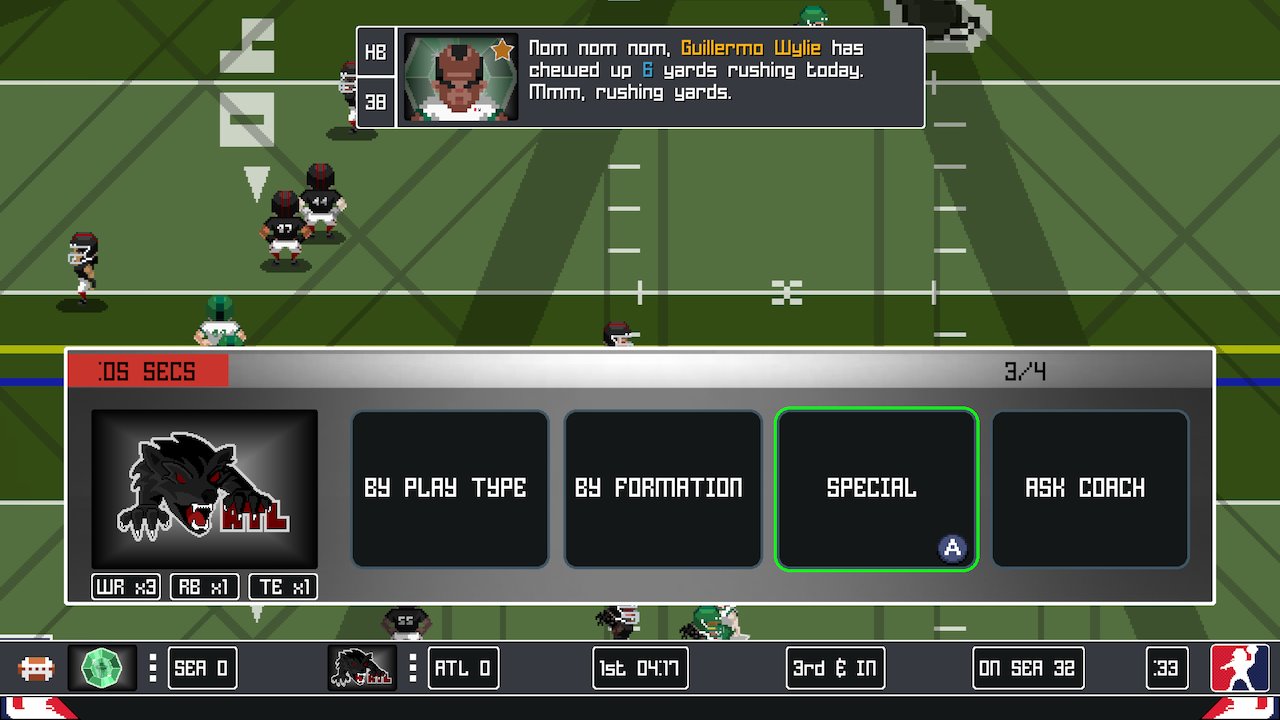 HB
38
Nom nom nom, Guillermo Wylie has
chewed up 6 yards rushing today.
Mmm, rushing yards.
44
97
:05 SECS
3/4
ATL
BY PLAY TYPE
BY FORMATION
SPECIAL
A
ASK COACH
WR x3
RB x1
TE x1
55
SEA 0
ATL 0
1st 04:17
3rd & IN
ON SEA 32
:33